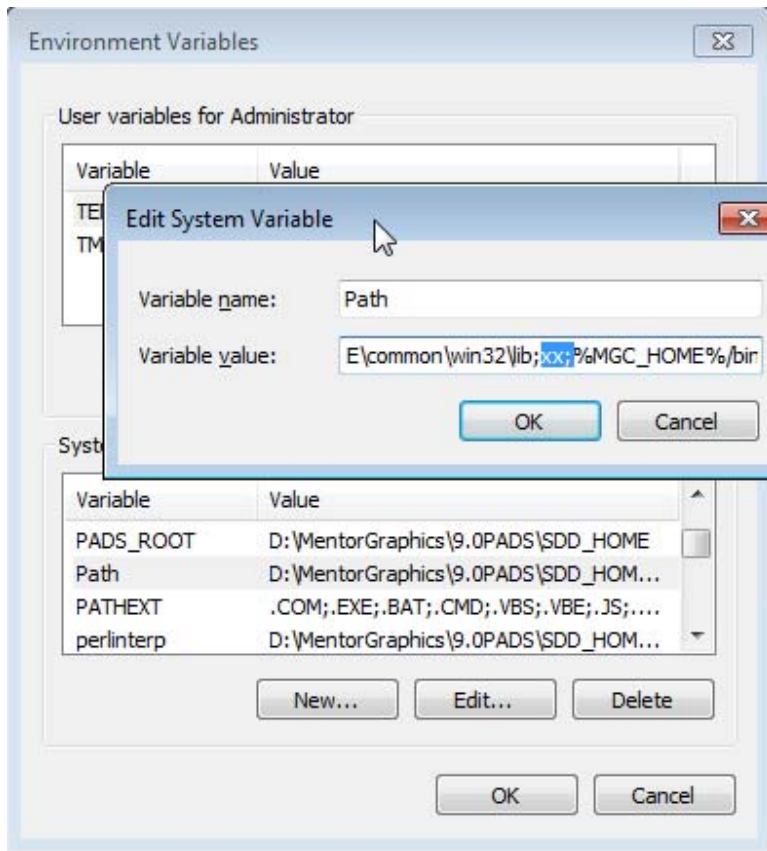 Environment Variables
User variables for Administrator
Variable Value
TE
TM
Edit System Variable
Variable name: Path
Variable value: E\common\win32\lib;xx;%MGC_HOME%/bin
OK Cancel
Syst
Variable Value
PADS_ROOT D:\MentorGraphics\9.0PADS\SDD_HOME
Path D:\MentorGraphics\9.0PADS\SDD_HOM...
PATHEXT .COM;.EXE;.BAT;.CMD;.VBS;.VBE;.JS;....
perlinterp D:\MentorGraphics\9.0PADS\SDD_HOM...
New... Edit... Delete
OK Cancel